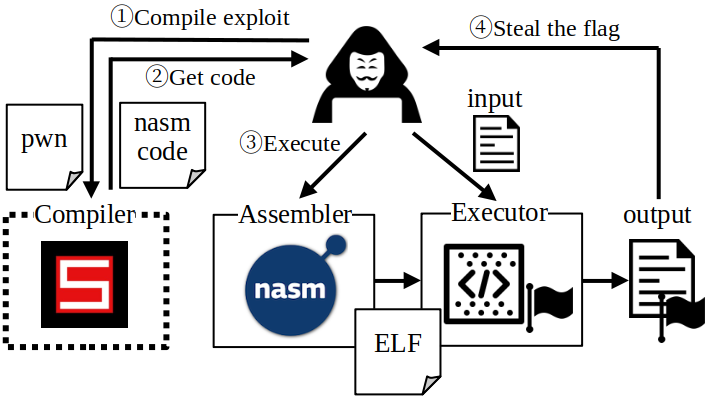 ①Compile exploit
④Steal the flag
②Get code
input
pwn
nasm
code
③Execute
Compiler
Assembler
Executor
output
S
nasm
</>
ELF